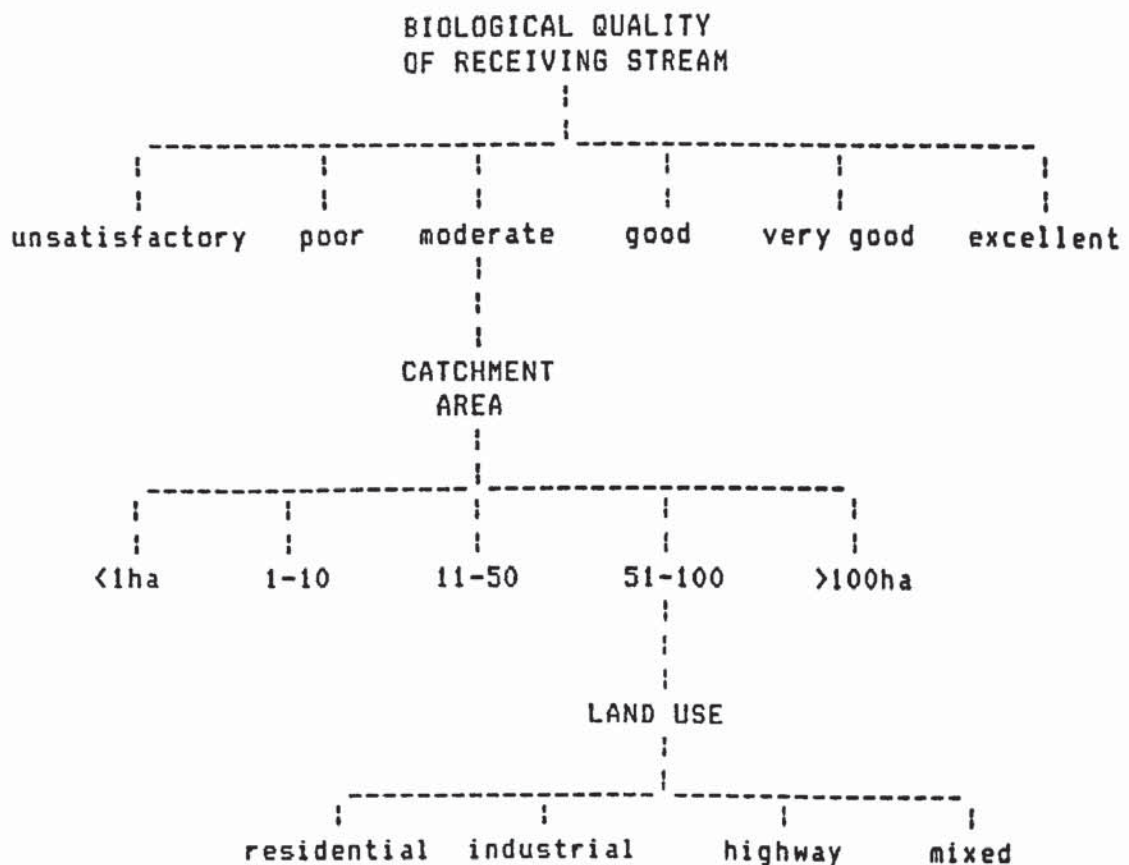 BIOLOGICAL QUALITY
OF RECEIVING STREAM
unsatisfactory poor moderate good very good excellent
CATCHMENT
AREA
<1ha 1-10 11-50 51-100 >100ha
LAND USE
residential industrial highway mixed